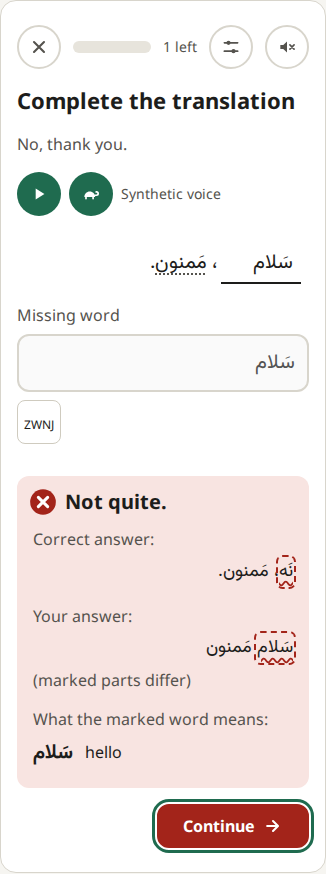 1 left
Complete the translation
No, thank you.
Synthetic voice
سَلام ، مَمنون.
Missing word
سَلام
ZWNJ
Not quite.
Correct answer:
نَه، مَمنون.
Your answer:
سَلام مَمنون
(marked parts differ)
What the marked word means:
سَلام hello
Continue